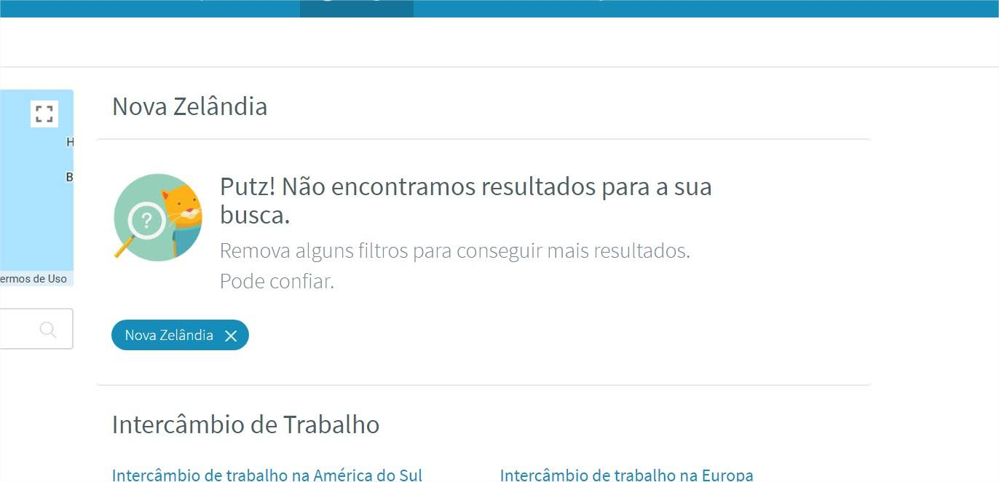 Nova Zelândia
H
B
Putz! Não encontramos resultados para a sua
busca.
?
Remova alguns filtros para conseguir mais resultados.
Pode confiar.
ermos de Uso
Nova Zelândia
Intercâmbio de Trabalho
Intercâmbio de trabalho na América do Sul
Intercâmbio de trabalho na Europa